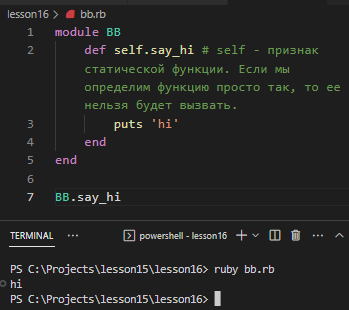 lesson16 > bb.rb
1 module BB
2     def self.say_hi # self - признак
статической функции. Если мы
определим функцию просто так, то ее
нельзя будет вызвать.
3         puts 'hi'
4     end
5 end
6
7 BB.say_hi
TERMINAL ··· powershell - lesson16
PS C:\Projects\lesson15\lesson16> ruby bb.rb
hi
PS C:\Projects\lesson15\lesson16>